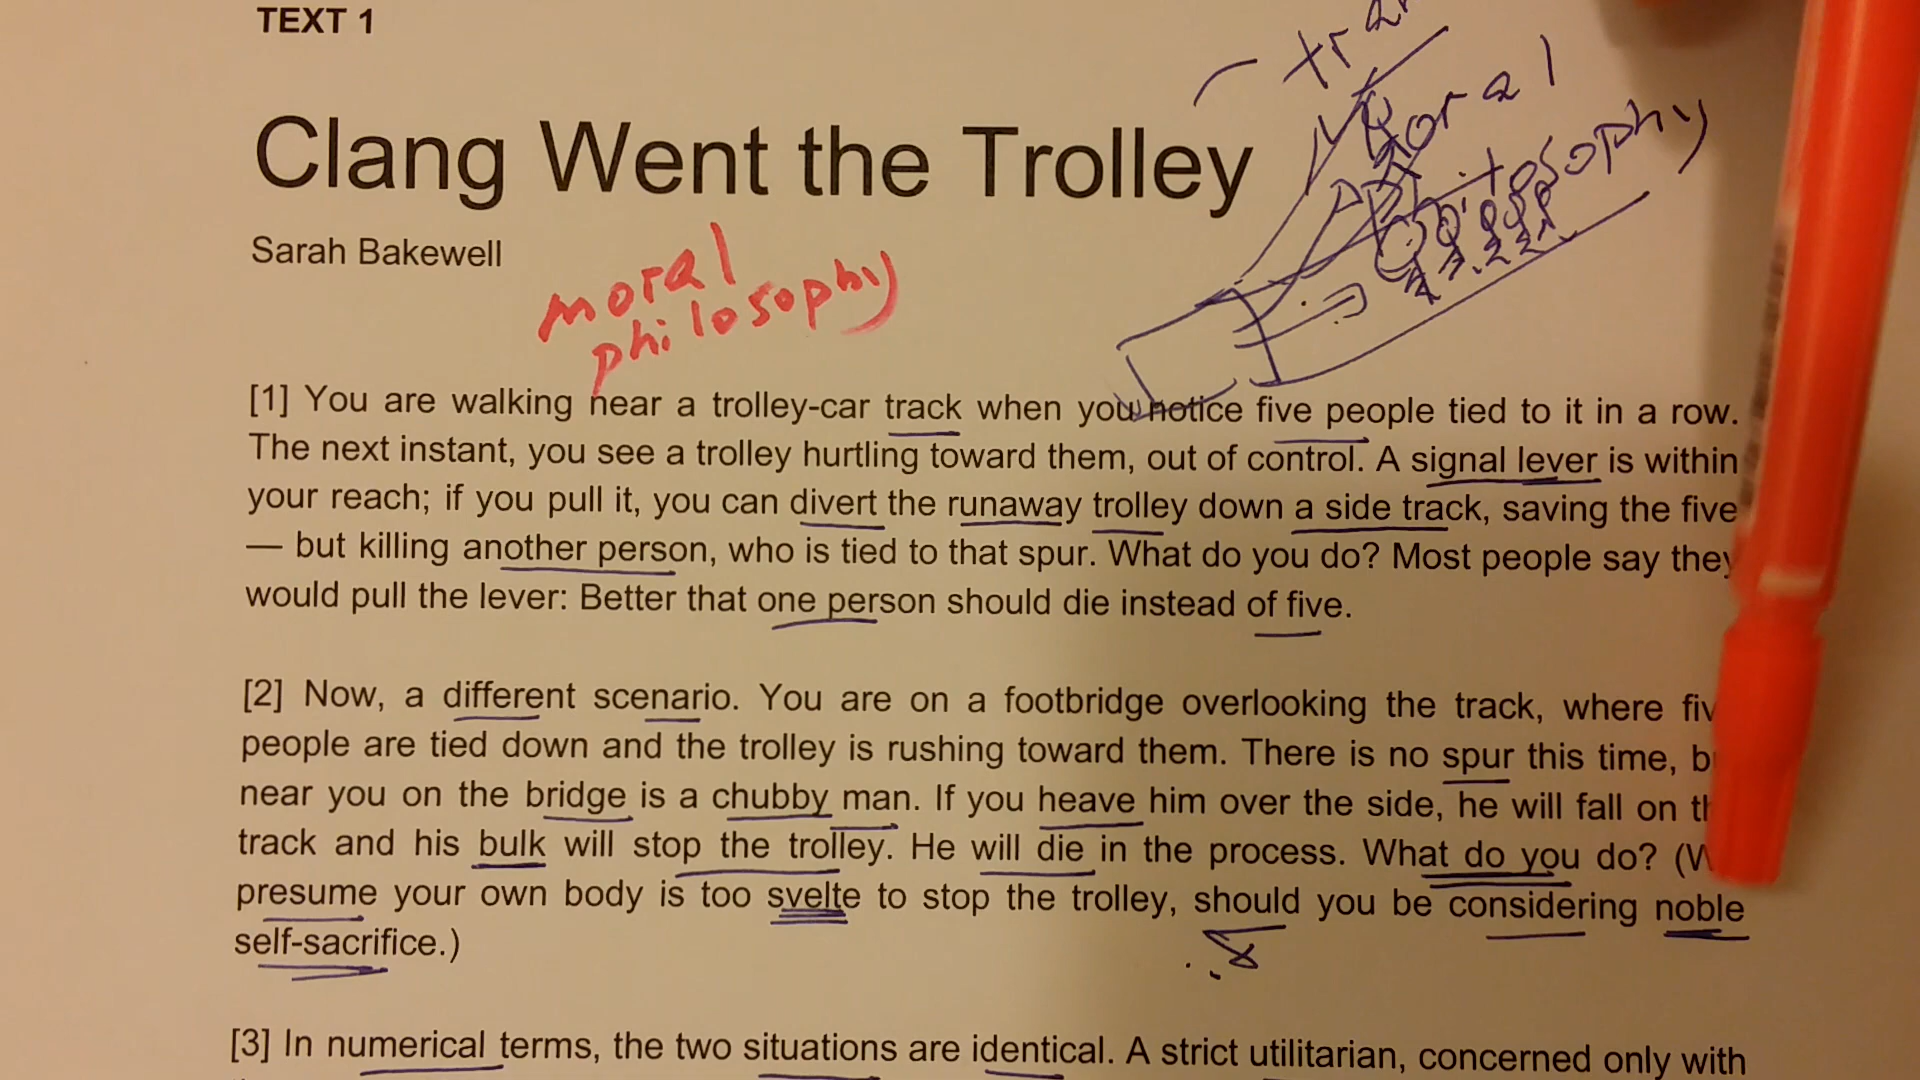 TEXT 1
Clang Went the Trolley
Sarah Bakewell
moral
philosophy
moral
philosophy
[1] You are walking near a trolley-car track when you notice five people tied to it in a row.
The next instant, you see a trolley hurtling toward them, out of control. A signal lever is within
your reach; if you pull it, you can divert the runaway trolley down a side track, saving the five
— but killing another person, who is tied to that spur. What do you do? Most people say they
would pull the lever: Better that one person should die instead of five.
[2] Now, a different scenario. You are on a footbridge overlooking the track, where
people are tied down and the trolley is rushing toward them. There is no spur this time,
near you on the bridge is a chubby man. If you heave him over the side, he will fall on
track and his bulk will stop the trolley. He will die in the process. What do you do?
presume your own body is too svelte to stop the trolley, should you be considering noble
self-sacrifice.)
[3] In numerical terms, the two situations are identical. A strict utilitarian, concerned only with